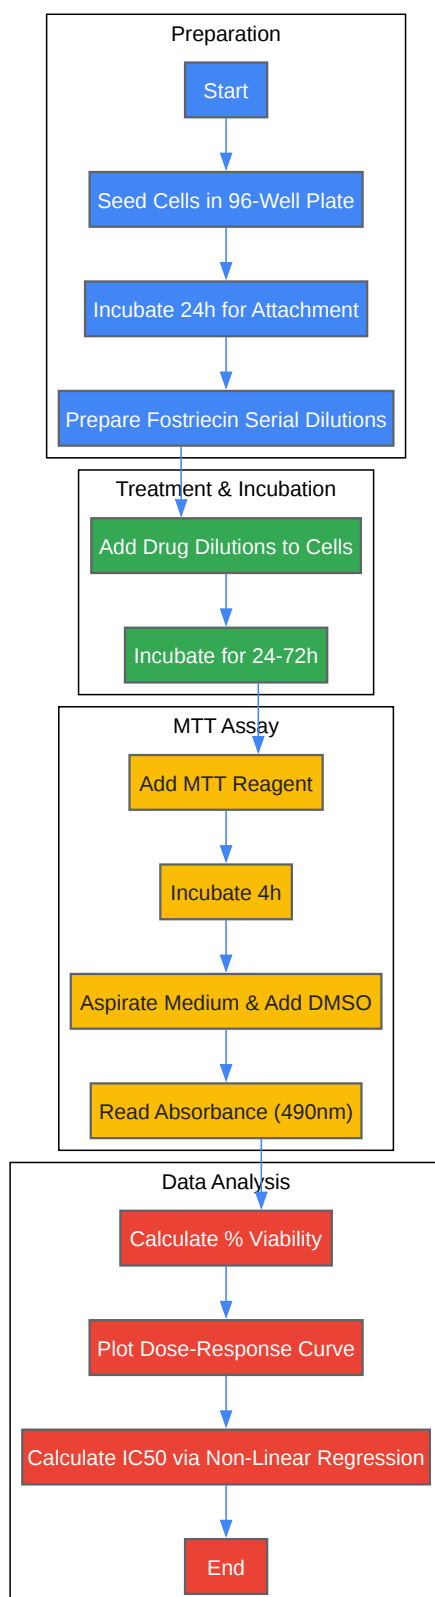 Preparation
Start
Seed Cells in 96-Well Plate
Incubate 24h for Attachment
Prepare Fostriecin Serial Dilutions
Treatment & Incubation
Add Drug Dilutions to Cells
Incubate for 24-72h
MTT Assay
Add MTT Reagent
Incubate 4h
Aspirate Medium & Add DMSO
Read Absorbance (490nm)
Data Analysis
Calculate % Viability
Plot Dose-Response Curve
Calculate IC50 via Non-Linear Regression
End